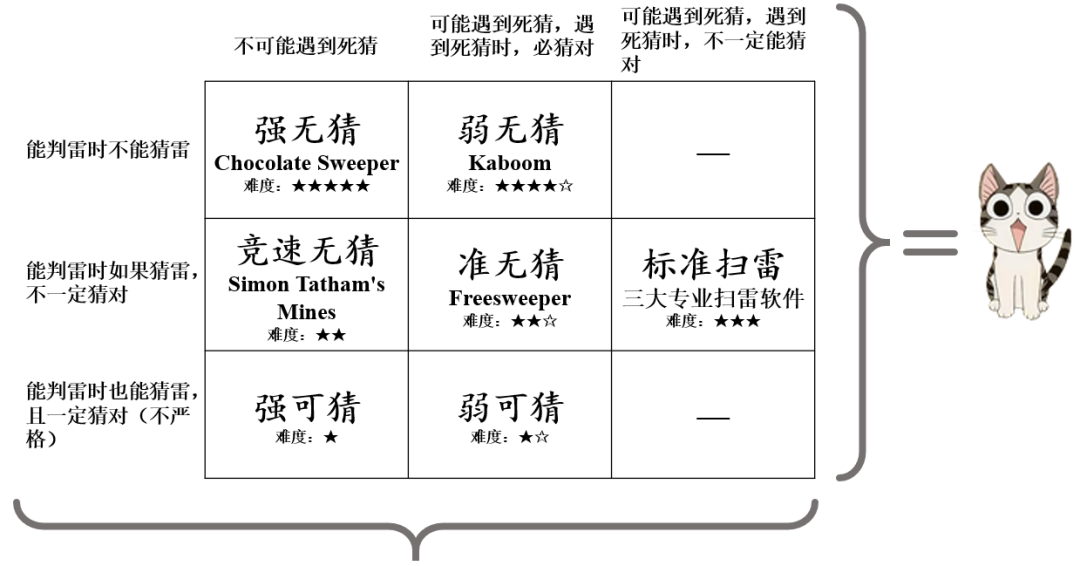 不可能遇到死猜
可能遇到死猜，遇
到死猜时，必猜对
可能遇到死猜，遇到
死猜时，不一定能猜
对
能判雷时不能猜雷
强无猜
Chocolate Sweeper
难度：★★★★★
弱无猜
Kaboom
难度：★★★★☆
—
能判雷时如果猜雷，
不一定猜对
竞速无猜
Simon Tatham's
Mines
难度：★★
准无猜
Freesweeper
难度：★★☆
标准扫雷
三大专业扫雷软件
难度：★★★
能判雷时也能猜雷，
且一定猜对（不严
格）
强可猜
难度：★
弱可猜
难度：★☆
—